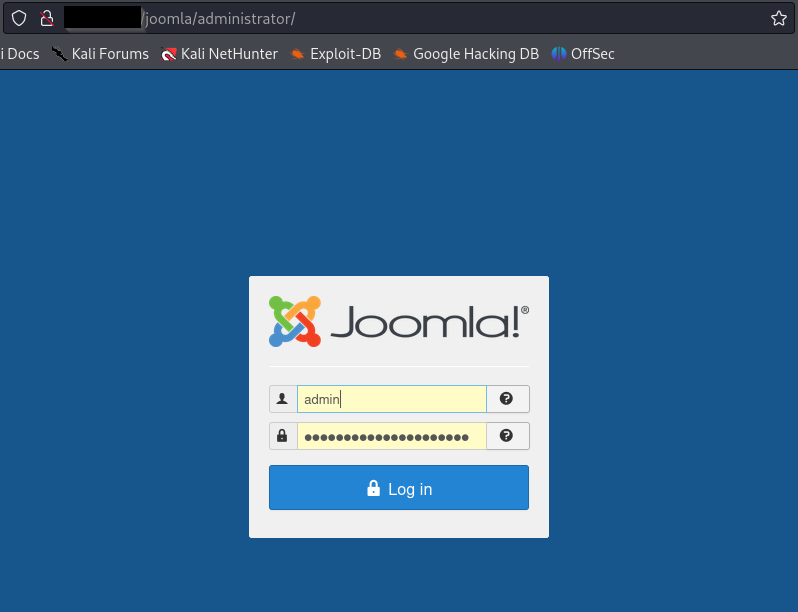 /joomla/administrator/
i Docs Kali Forums Kali NetHunter Exploit-DB Google Hacking DB OffSec
Joomla!®
admin
Log in